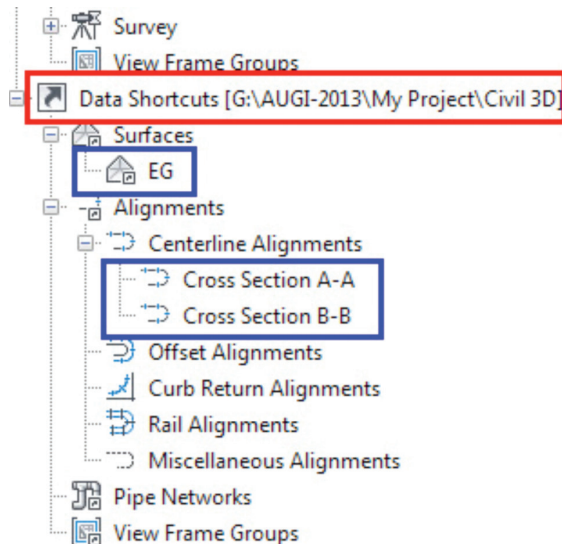 Survey
View Frame Groups
Data Shortcuts [G:\AUGI-2013\My Project\Civil 3D]
Surfaces
EG
Alignments
Centerline Alignments
Cross Section A-A
Cross Section B-B
Offset Alignments
Curb Return Alignments
Rail Alignments
Miscellaneous Alignments
Pipe Networks
View Frame Groups